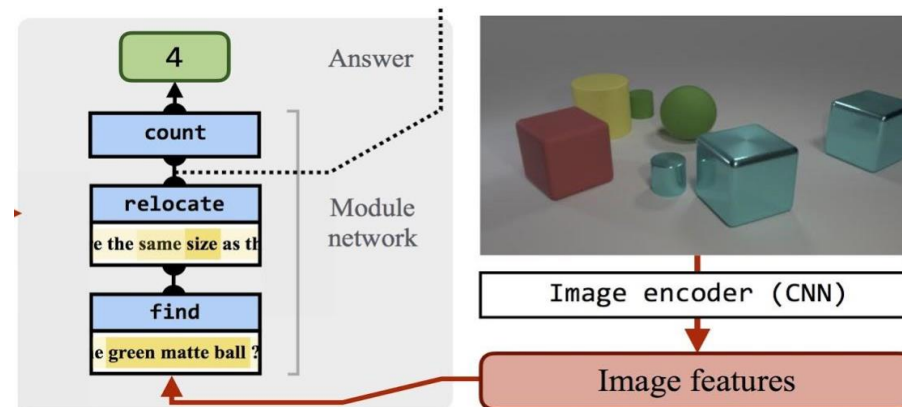 4
Answer
count
relocate
e the same size as th
Module
network
find
e green matte ball ?
Image encoder (CNN)
Image features